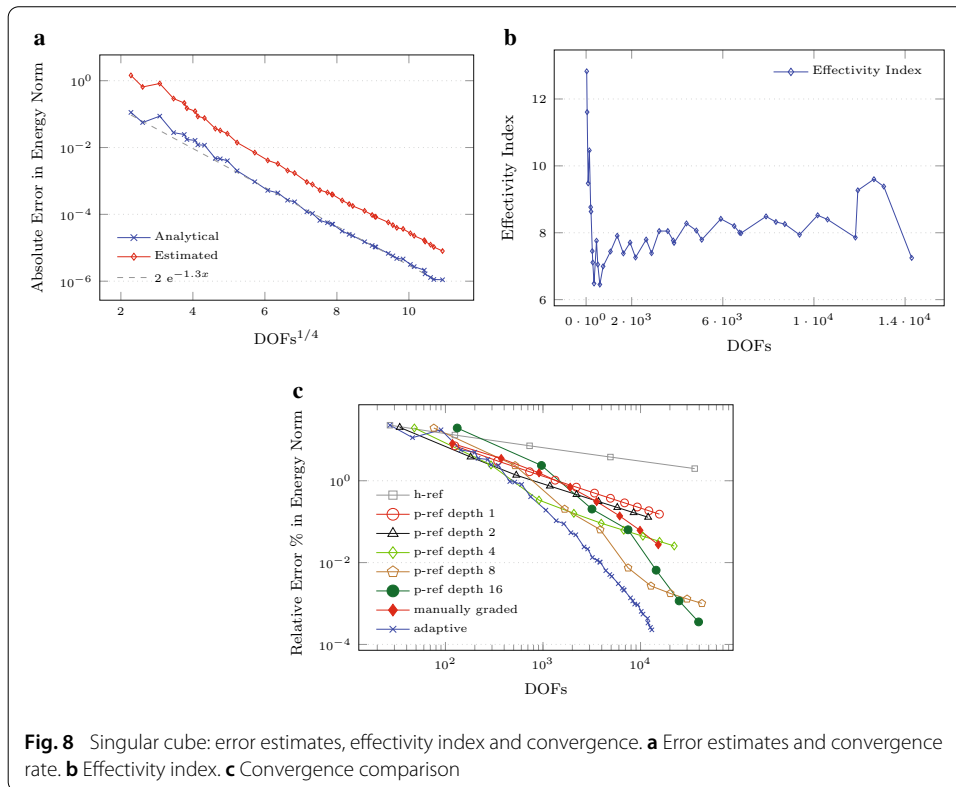 a
10^0
10^−2
10^−4
10^−6
2
4
6
8
10
DOFs^1/4
Absolute Error in Energy Norm
Analytical
Estimated
2 e^−1.3x
b
12
10
8
6
0 · 10^0
2 · 10^3
6 · 10^3
1 · 10^4
1.4 · 10^4
DOFs
Effectivity Index
Effectivity Index
c
10^0
10^−2
10^−4
10^2
10^3
10^4
DOFs
Relative Error % in Energy Norm
h-ref
p-ref depth 1
p-ref depth 2
p-ref depth 4
p-ref depth 8
p-ref depth 16
manually graded
adaptive
Fig. 8 Singular cube: error estimates, effectivity index and convergence. a Error estimates and convergence
rate. b Effectivity index. c Convergence comparison